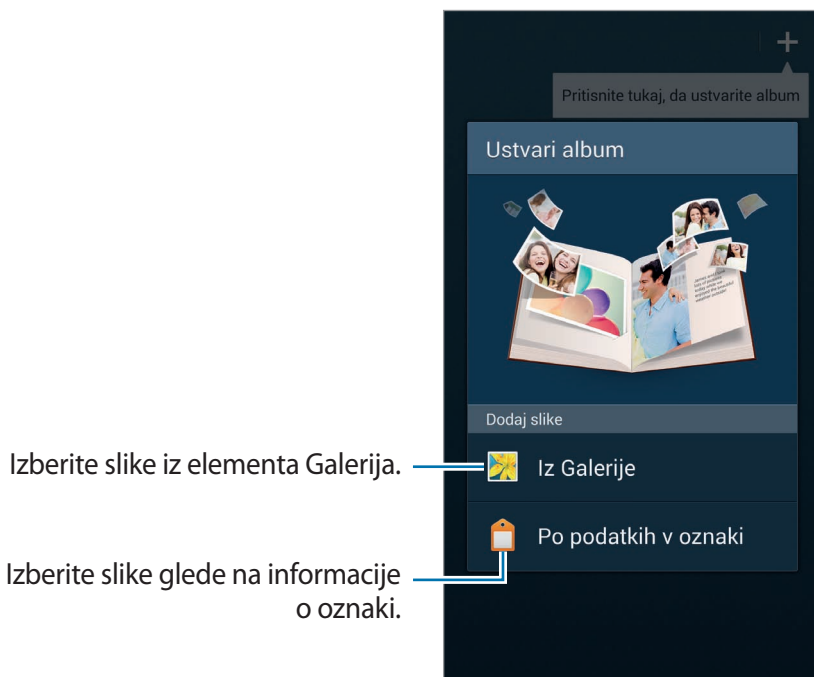 Pritisnite tukaj, da ustvarite album
Ustvari album
Dodaj slike
Izberite slike iz elementa Galerija.
Iz Galerije
Izberite slike glede na informacije
o oznaki.
Po podatkih v oznaki